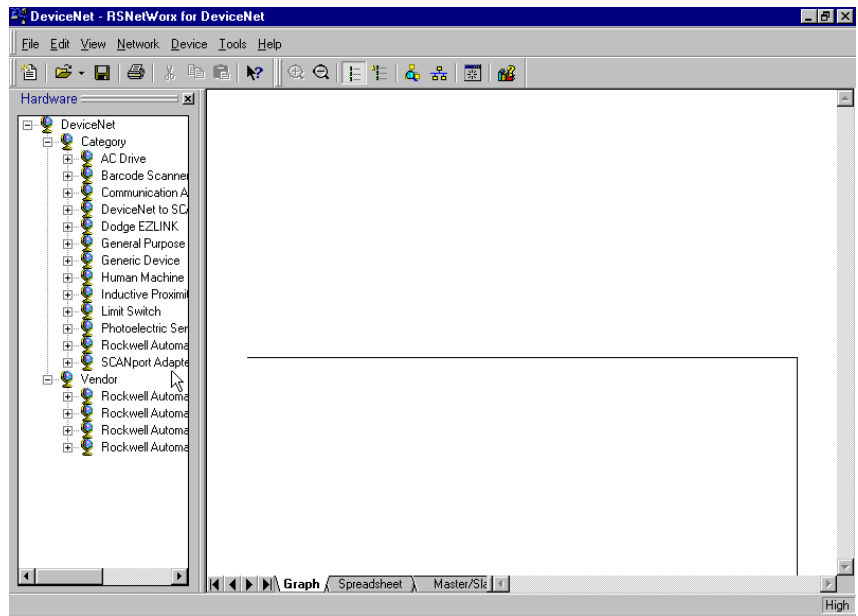 DeviceNet - RSNetWorx for DeviceNet
File Edit View Network Device Tools Help
Hardware
DeviceNet
Category
AC Drive
Barcode Scanner
Communication A
DeviceNet to SCA
Dodge EZLINK
General Purpose
Generic Device
Human Machine
Inductive Proximi
Limit Switch
Photoelectric Ser
Rockwell Automa
SCANport Adapte
Vendor
Rockwell Automa
Rockwell Automa
Rockwell Automa
Rockwell Automa
Graph Spreadsheet Master/Sla
High